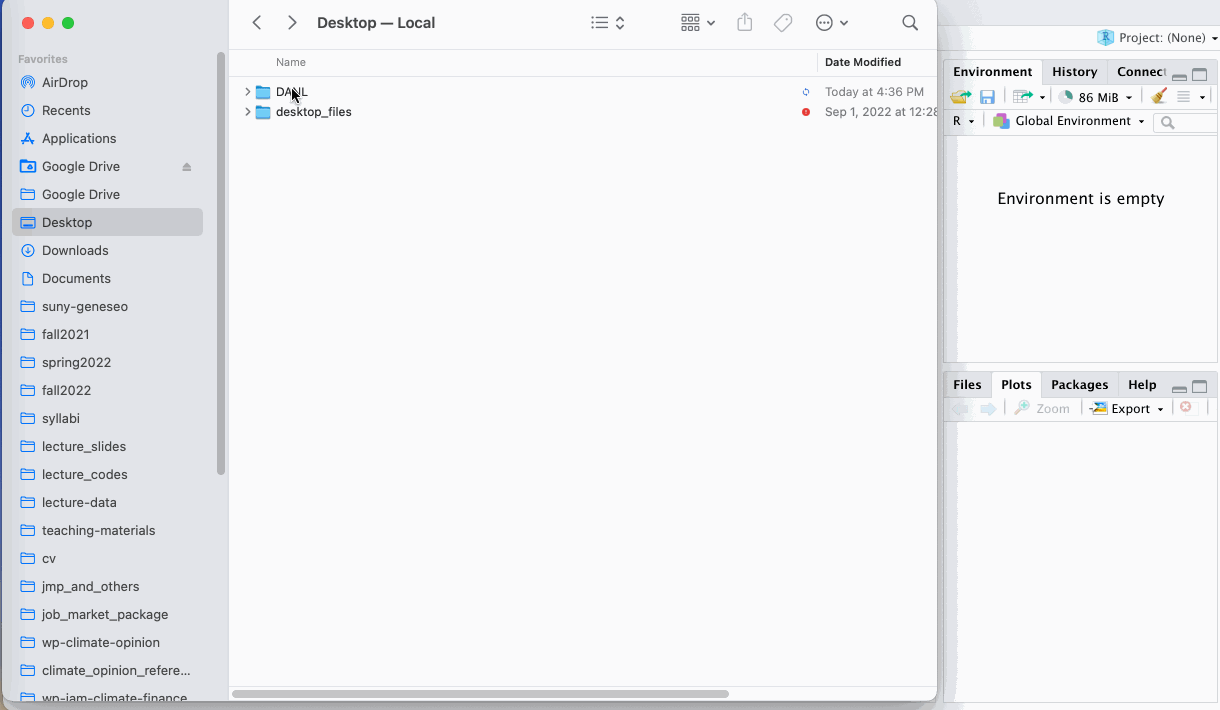 Desktop — Local
Favorites
AirDrop
Recents
Applications
Google Drive
Google Drive
Desktop
Downloads
Documents
suny-geneseo
fall2021
spring2022
fall2022
syllabi
lecture_slides
lecture_codes
lecture-data
teaching-materials
cv
jmp_and_others
job_market_package
wp-climate-opinion
climate_opinion_refere...
wp-iam-climate-finance
Name Date Modified
Today at 4:36 PM
desktop_files Sep 1, 2022 at 12:28
Project: (None)
Environment History Connect
86 MiB
R Global Environment
Environment is empty
Files Plots Packages Help
Zoom Export